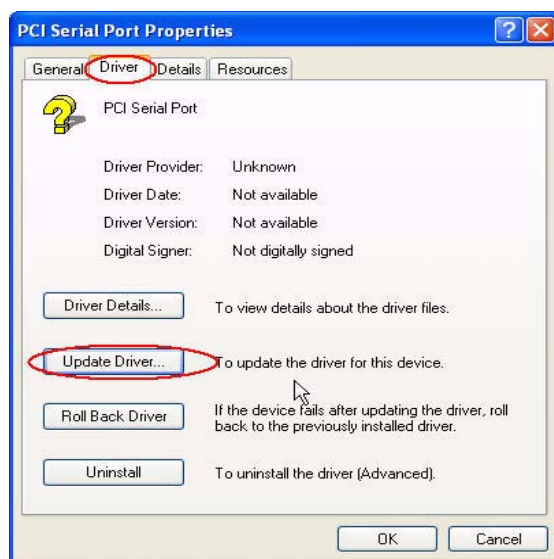 PCI Serial Port Properties
General Driver Details Resources
PCI Serial Port
Driver Provider: Unknown
Driver Date: Not available
Driver Version: Not available
Digital Signer: Not digitally signed
Driver Details... To view details about the driver files.
Update Driver... To update the driver for this device.
Roll Back Driver If the device fails after updating the driver, roll
back to the previously installed driver.
Uninstall To uninstall the driver (Advanced).
OK Cancel